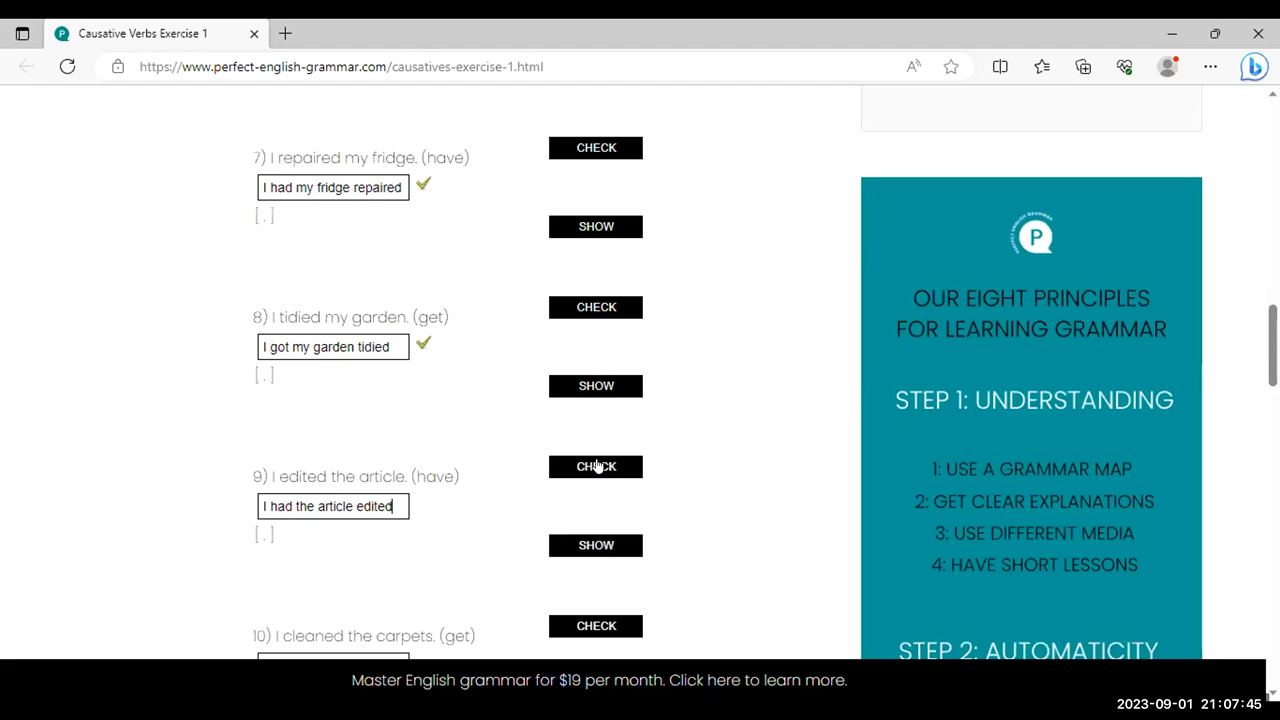 Causative Verbs Exercise 1
https://www.perfect-english-grammar.com/causatives-exercise-1.html
7) I repaired my fridge. (have)
CHECK
I had my fridge repaired
[ . ]
SHOW
8) I tidied my garden. (get)
CHECK
I got my garden tidied
[ . ]
SHOW
9) I edited the article. (have)
CHECK
I had the article edited
[ . ]
SHOW
10) I cleaned the carpets. (get)
CHECK
PERFECT ENGLISH GRAMMAR
P
OUR EIGHT PRINCIPLES
FOR LEARNING GRAMMAR
STEP 1: UNDERSTANDING
1: USE A GRAMMAR MAP
2: GET CLEAR EXPLANATIONS
3: USE DIFFERENT MEDIA
4: HAVE SHORT LESSONS
STEP 2: AUTOMATICITY
Master English grammar for $19 per month. Click here to learn more.
2023-09-01 21:07:45